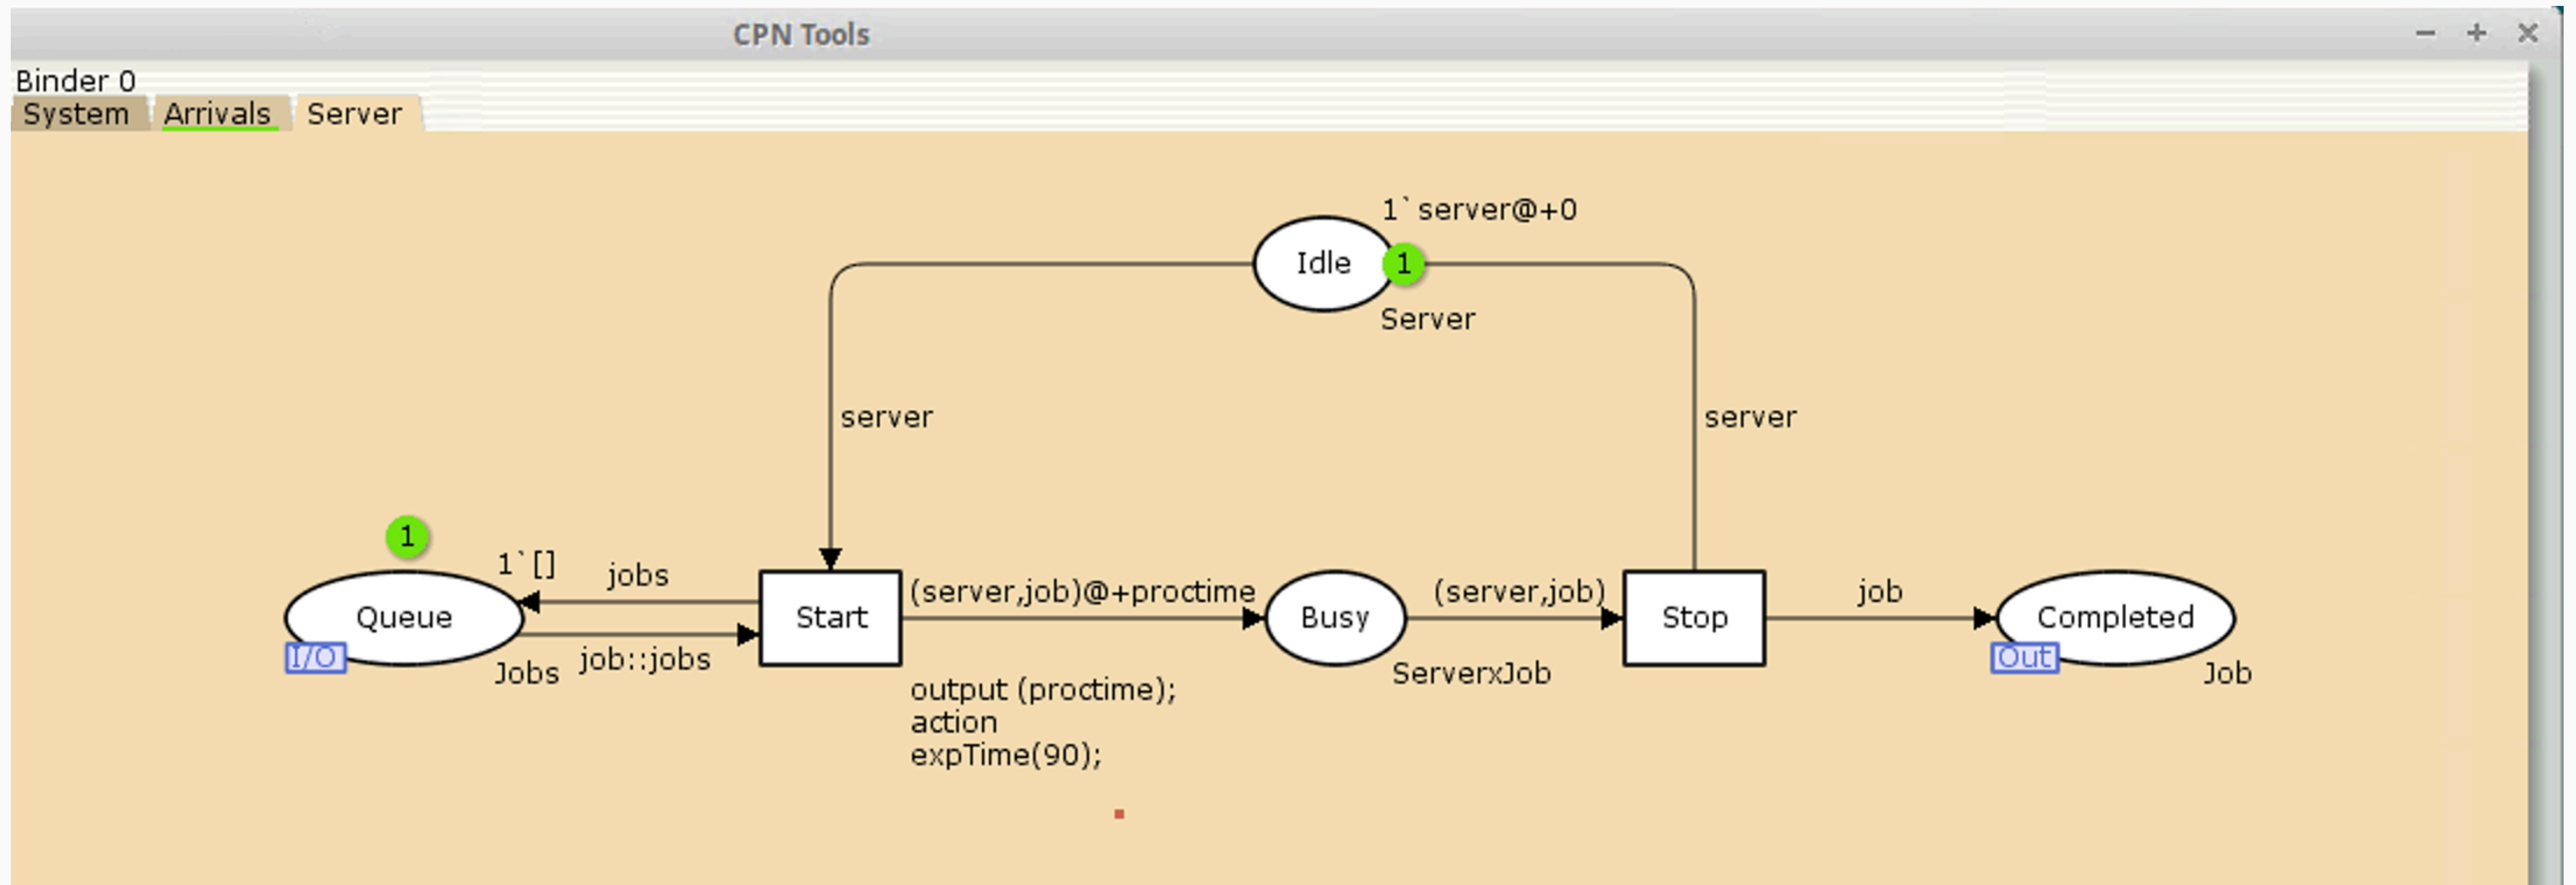 CPN Tools
Binder 0
System Arrivals Server
1`server@+0
Idle 1
Server
server server
1
1`[] jobs (server,job)@+proctime (server,job) job
Queue Start Busy Stop Completed
I/O Jobs job::jobs ServerxJob Out Job
output (proctime);
action
expTime(90);